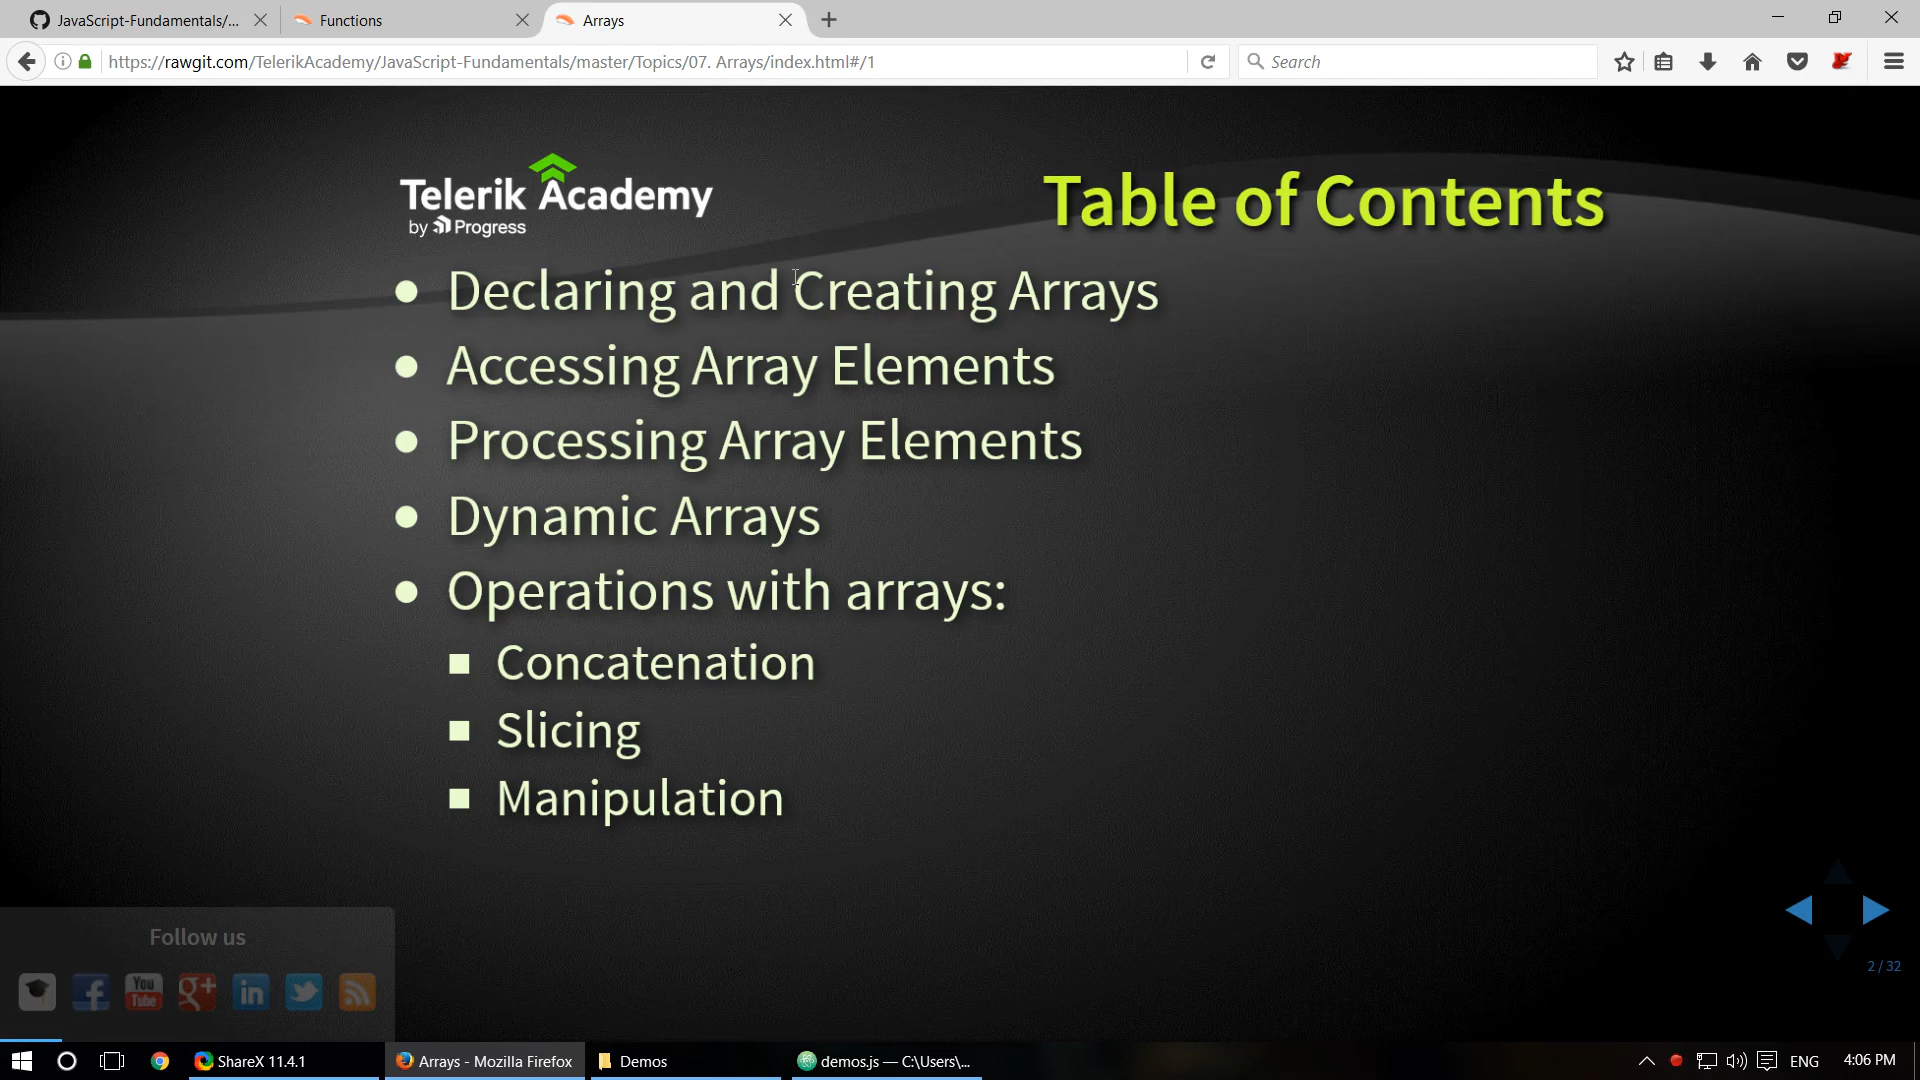 JavaScript-Fundamentals/...
Functions
Arrays
https://rawgit.com/TelerikAcademy/JavaScript-Fundamentals/master/Topics/07. Arrays/index.html#/1
Search
Telerik Academy
by Progress
Table of Contents
Declaring and Creating Arrays
Accessing Array Elements
Processing Array Elements
Dynamic Arrays
Operations with arrays:
Concatenation
Slicing
Manipulation
Follow us
You
Tube
2 / 32
ShareX 11.4.1
Arrays - Mozilla Firefox
Demos
demos.js — C:\Users\...
ENG
4:06 PM